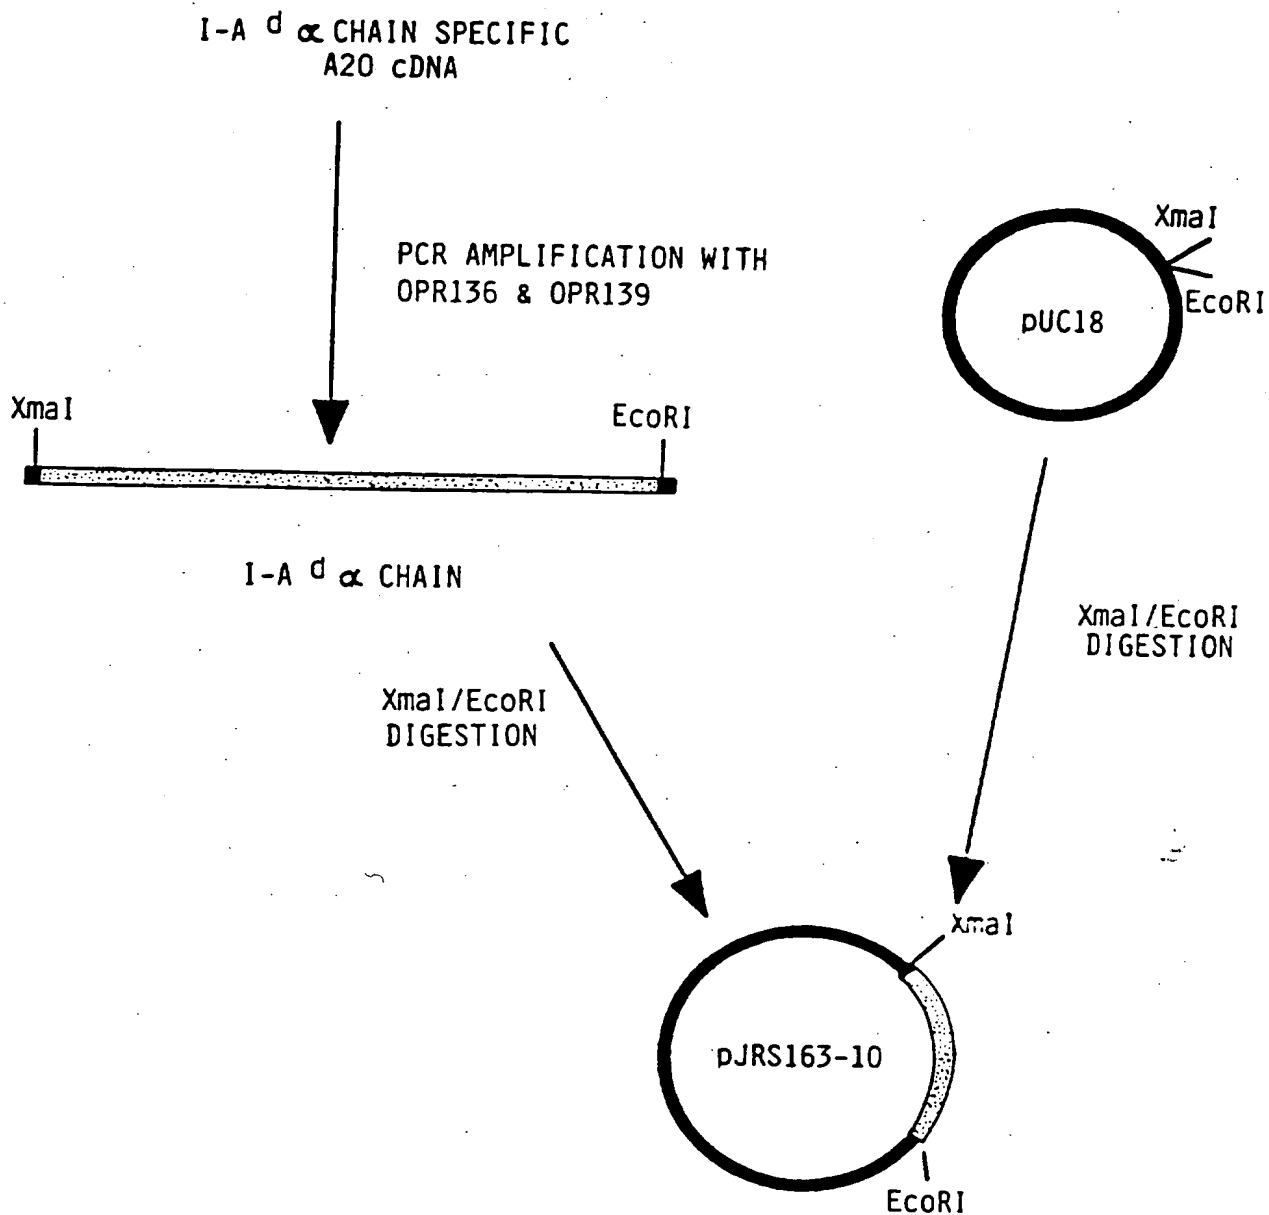 I-A d α CHAIN SPECIFIC
A20 cDNA
PCR AMPLIFICATION WITH
OPR136 & OPR139
XmaI
EcoRI
pUC18
XmaI
EcoRI
I-A d α CHAIN
XmaI/EcoRI
DIGESTION
XmaI/EcoRI
DIGESTION
XmaI
pJRS163-10
EcoRI